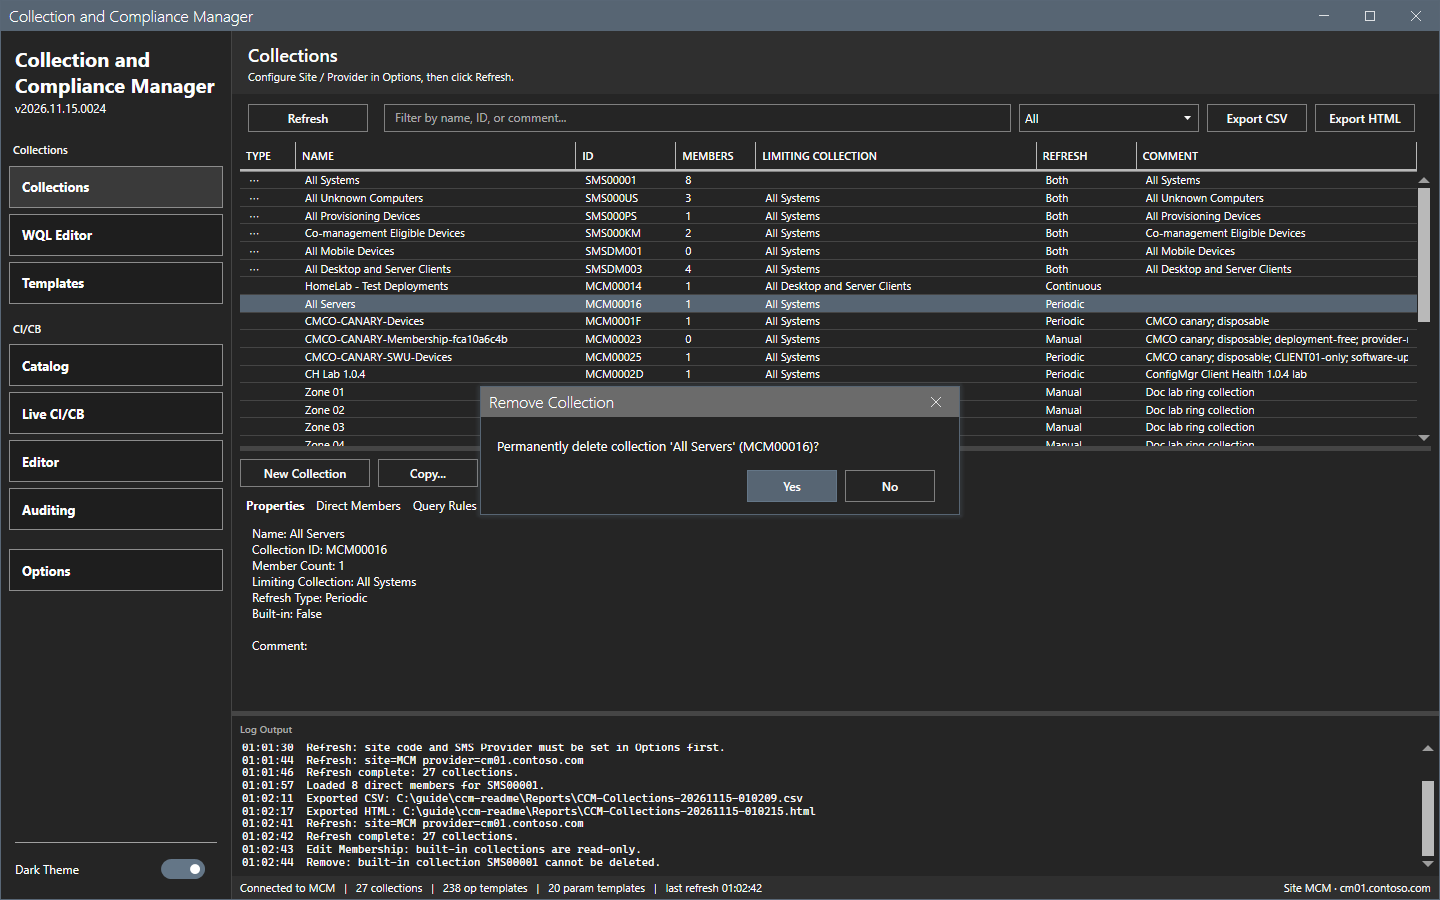 Collection and Compliance Manager
Collection and
Compliance Manager
v2026.11.15.0024
Collections
Collections
WQL Editor
Templates
CI/CB
Catalog
Live CI/CB
Editor
Auditing
Options
Dark Theme
Collections
Configure Site / Provider in Options, then click Refresh.
Refresh Filter by name, ID, or comment... All Export CSV Export HTML
TYPE NAME ID MEMBERS LIMITING COLLECTION REFRESH COMMENT
... All Systems SMS00001 8 Both All Systems
... All Unknown Computers SMS000US 3 All Systems Both All Unknown Computers
... All Provisioning Devices SMS000PS 1 All Systems Both All Provisioning Devices
... Co-management Eligible Devices SMS000KM 2 All Systems Both Co-management Eligible Devices
... All Mobile Devices SMSDM001 0 All Systems Both All Mobile Devices
... All Desktop and Server Clients SMSDM003 4 All Systems Both All Desktop and Server Clients
HomeLab - Test Deployments MCM00014 1 All Desktop and Server Clients Continuous
All Servers MCM00016 1 All Systems Periodic
CMCO-CANARY-Devices MCM0001F 1 All Systems Periodic CMCO canary; disposable
CMCO-CANARY-Membership-fca10a6c4b MCM00023 0 All Systems Manual CMCO canary; disposable; deployment-free; provider-
CMCO-CANARY-SWU-Devices MCM00025 1 All Systems Periodic CMCO canary; disposable; CLIENT01-only; software-up
CH Lab 1.0.4 MCM0002D 1 All Systems Periodic ConfigMgr Client Health 1.0.4 lab
Zone 01 Manual Doc lab ring collection
Zone 02 Manual Doc lab ring collection
Zone 03 Manual Doc lab ring collection
Zone 04 Manual Doc lab ring collection
Remove Collection
Permanently delete collection 'All Servers' (MCM00016)?
Yes No
New Collection Copy...
Properties Direct Members Query Rules
Name: All Servers
Collection ID: MCM00016
Member Count: 1
Limiting Collection: All Systems
Refresh Type: Periodic
Built-in: False
Comment:
Log Output
01:01:30 Refresh: site code and SMS Provider must be set in Options first.
01:01:44 Refresh: site=MCM provider=cm01.contoso.com
01:01:46 Refresh complete: 27 collections.
01:01:57 Loaded 8 direct members for SMS00001.
01:02:11 Exported CSV: C:\guide\ccm-readme\Reports\CCM-Collections-20261115-010209.csv
01:02:17 Exported HTML: C:\guide\ccm-readme\Reports\CCM-Collections-20261115-010215.html
01:02:41 Refresh: site=MCM provider=cm01.contoso.com
01:02:42 Refresh complete: 27 collections.
01:02:43 Edit Membership: built-in collections are read-only.
01:02:44 Remove: built-in collection SMS00001 cannot be deleted.
Connected to MCM | 27 collections | 238 op templates | 20 param templates | last refresh 01:02:42
Site MCM · cm01.contoso.com